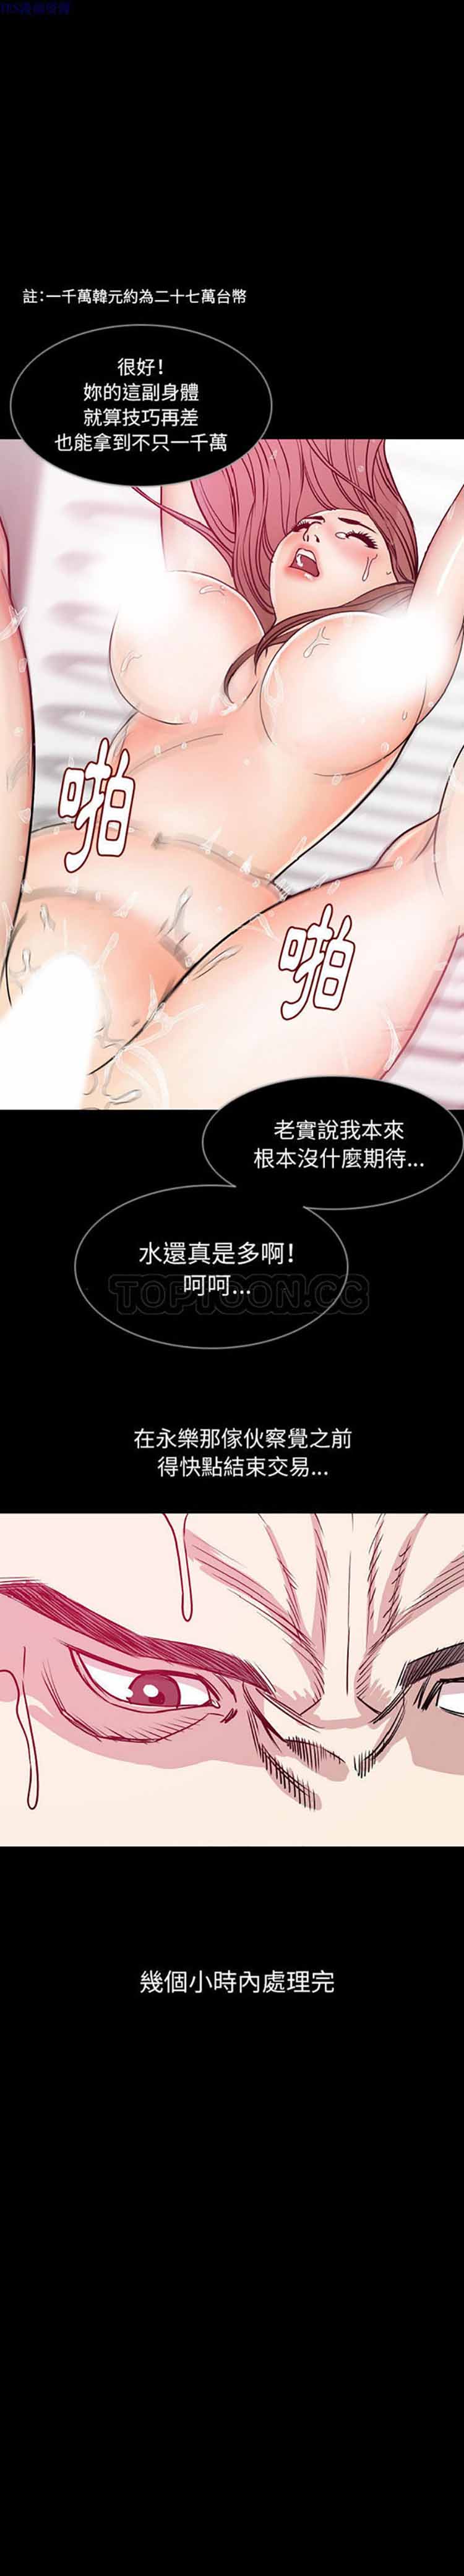 註：一千萬韓元約為二十七萬台幣
很好！
妳的這副身體
就算技巧再差
也能拿到不只一千萬
啪
啪
老實說我本來
根本沒什麼期待...
水還真是多啊！
呵呵...
TOPTOON.CC
在永樂那傢伙察覺之前
得快點結束交易...
幾個小時內處理完